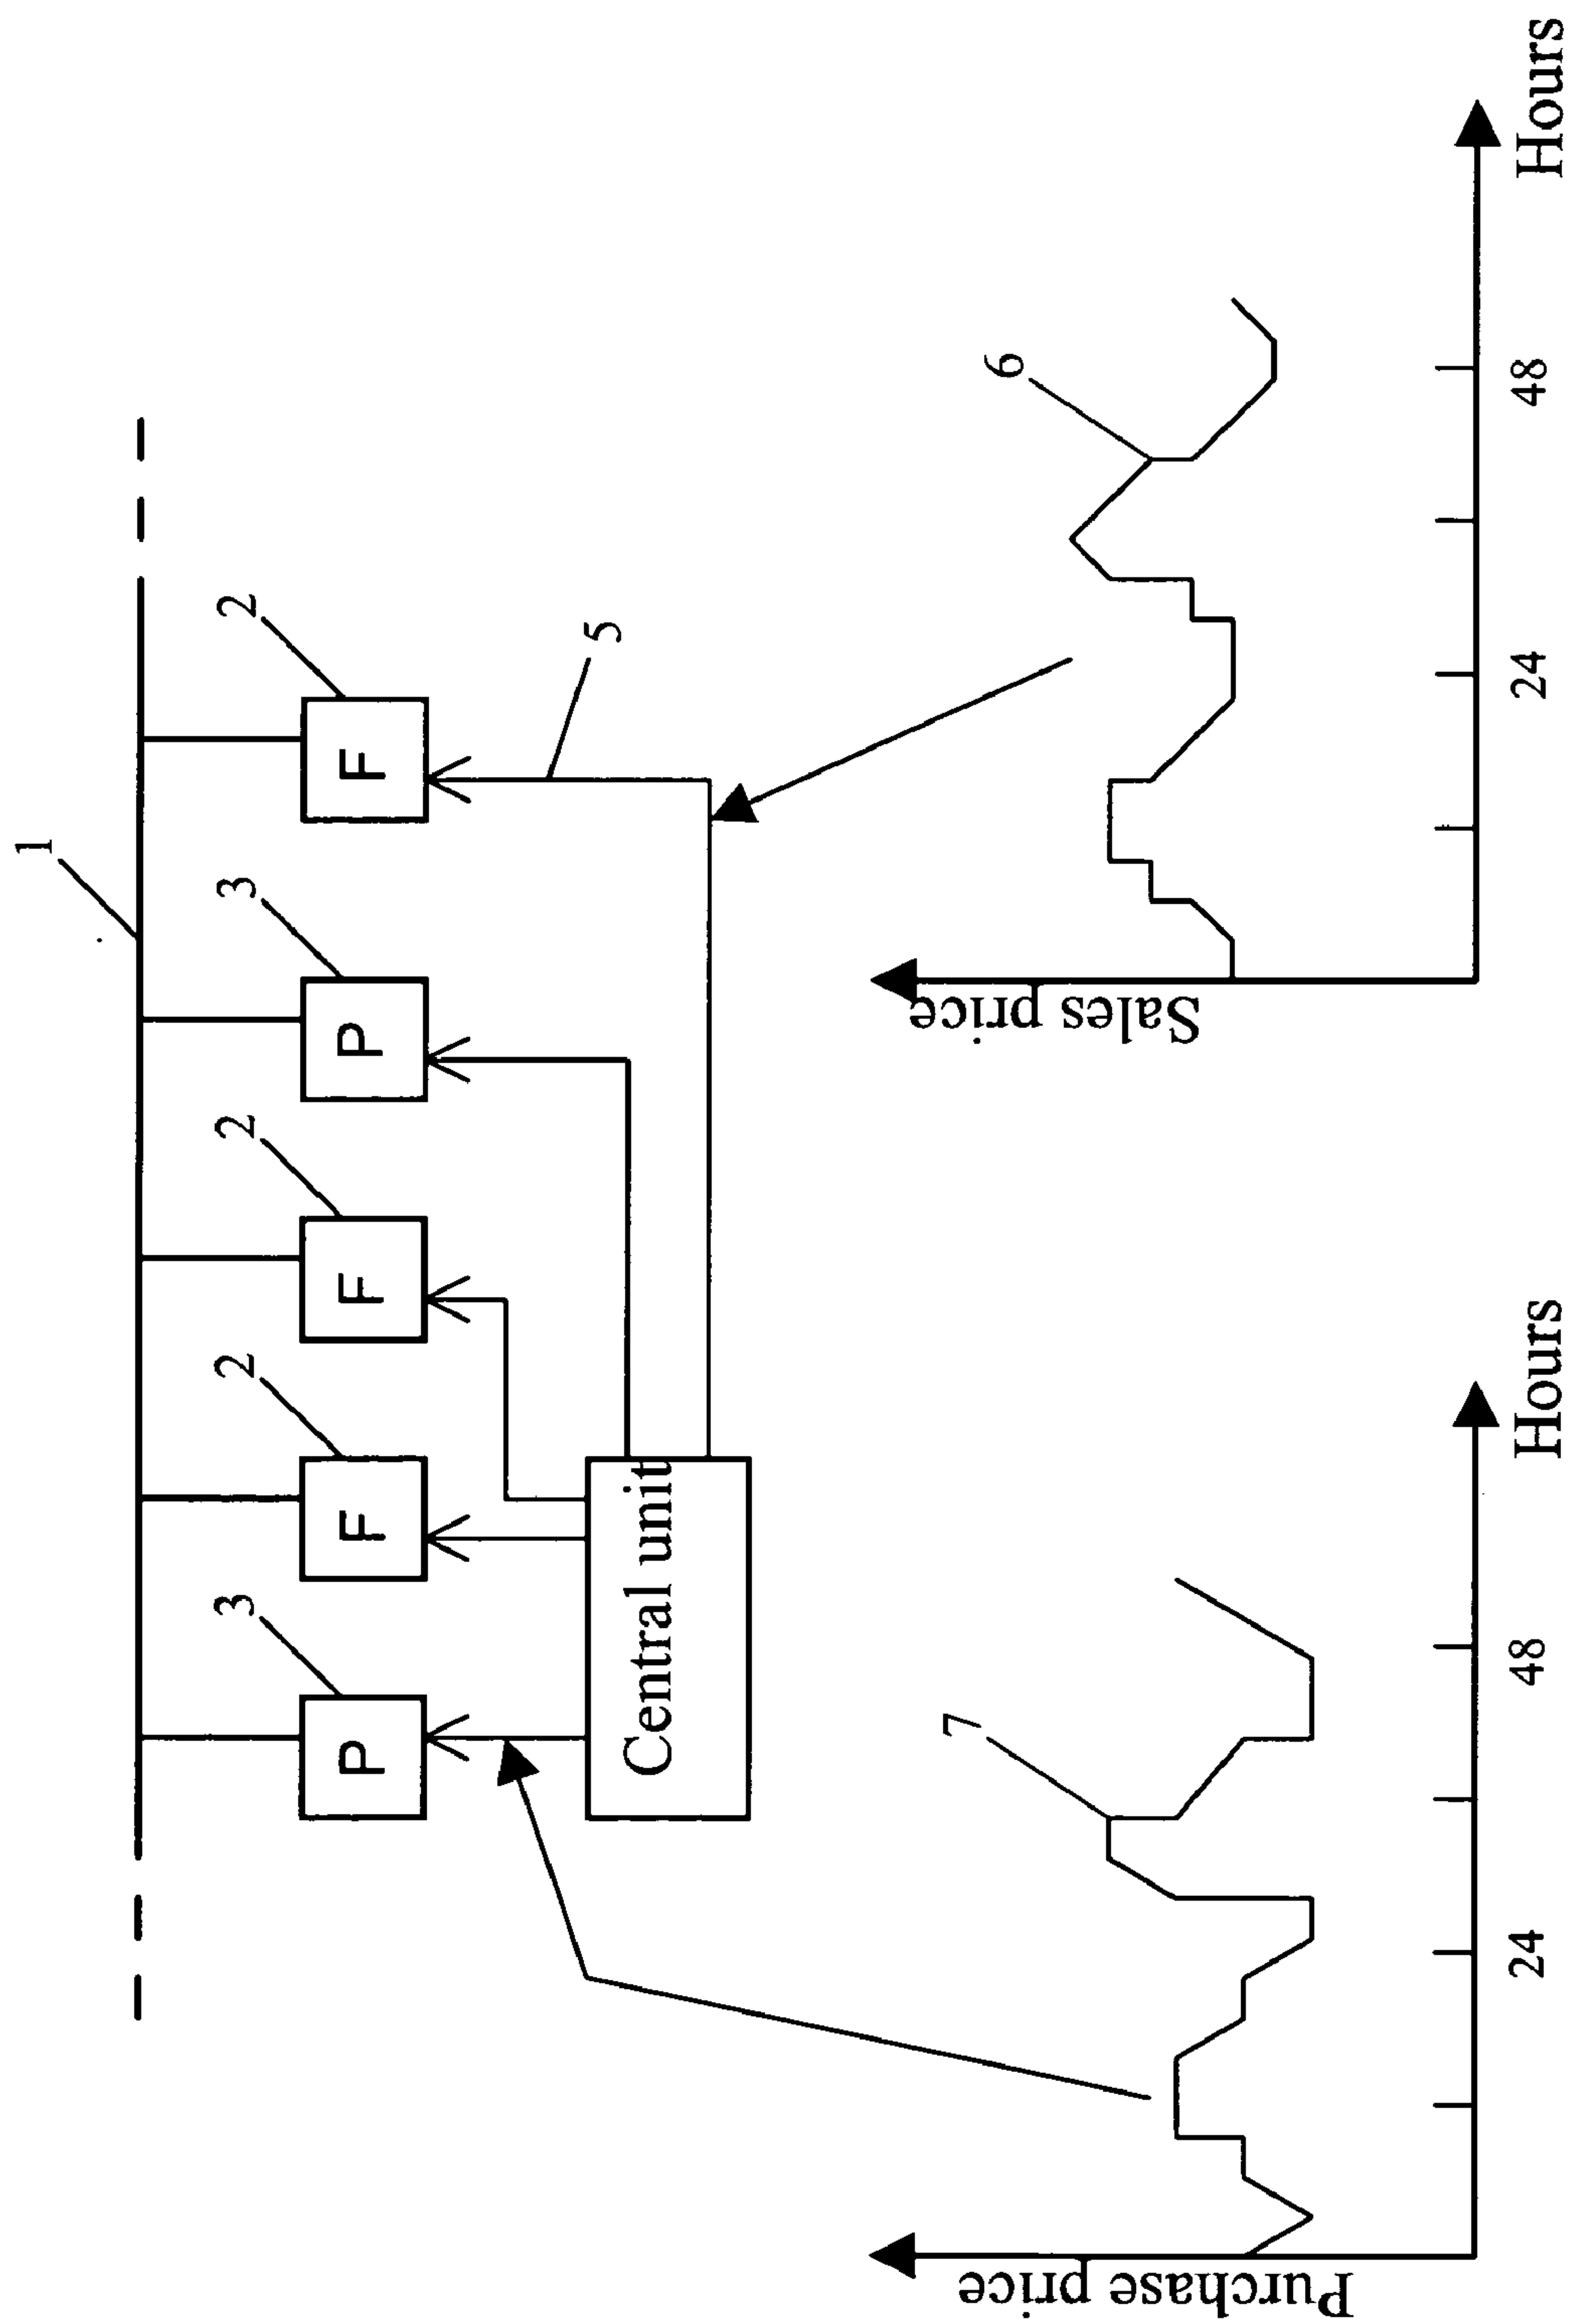 1
3
2
2
3
2
P
F
F
P
F
5
Central unit
7
6
Purchase price
24
48
Hours
Sales price
24
48
Hours